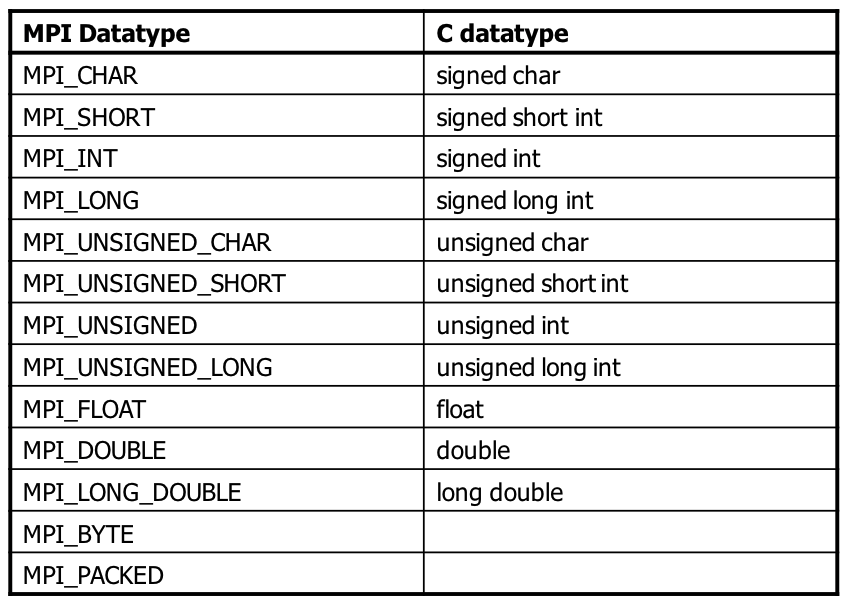 MPI Datatype C datatype
MPI_CHAR signed char
MPI_SHORT signed short int
MPI_INT signed int
MPI_LONG signed long int
MPI_UNSIGNED_CHAR unsigned char
MPI_UNSIGNED_SHORT unsigned short int
MPI_UNSIGNED unsigned int
MPI_UNSIGNED_LONG unsigned long int
MPI_FLOAT float
MPI_DOUBLE double
MPI_LONG_DOUBLE long double
MPI_BYTE
MPI_PACKED